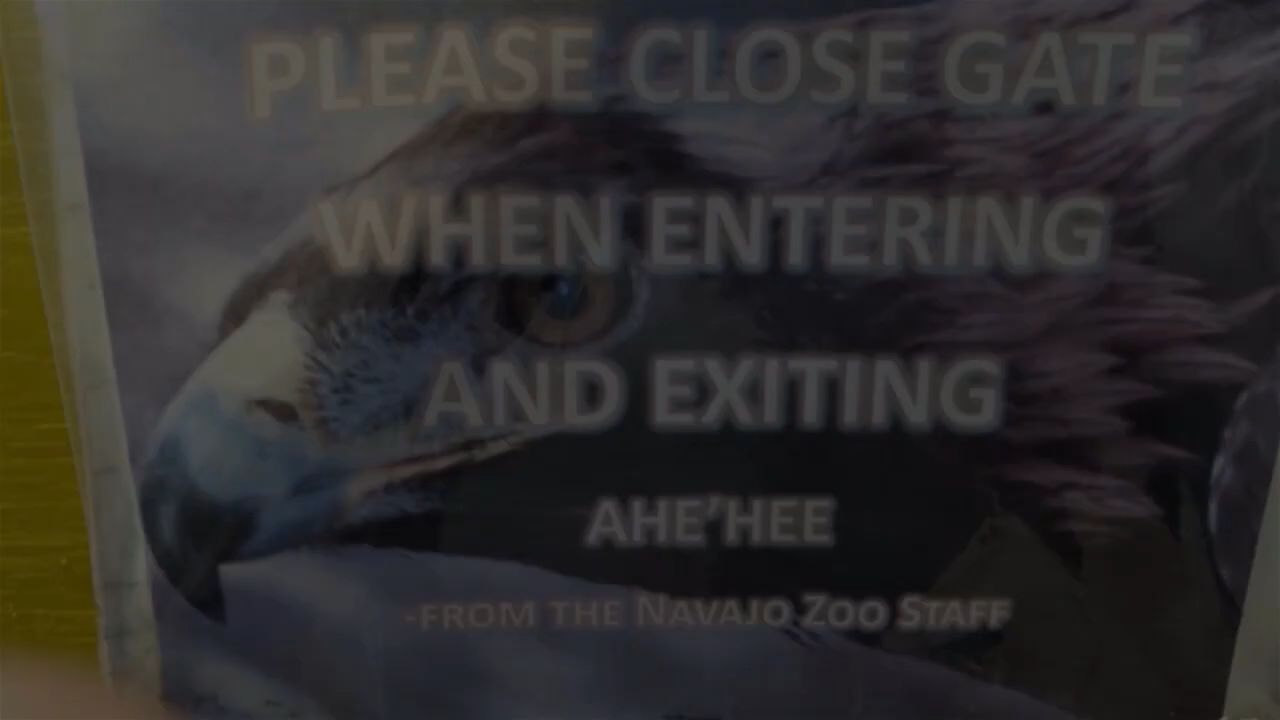 PLEASE CLOSE GATE
WHEN ENTERING
AND EXITING
AHE'HEE
-FROM THE NAVAJO ZOO STAFF